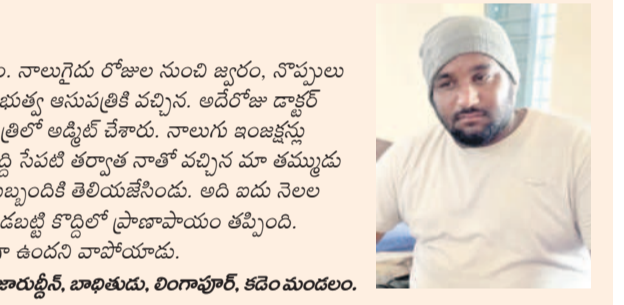 నాలుగైదు రోజుల నుంచి జ్వరం, నొప్పులు
ఆసుపత్రికి వచ్చిన. అదేరోజు డాక్టర్
అడ్మిట్ చేశారు. నాలుగు ఇంజక్షన్లు
సేపటి తర్వాత నాతో వచ్చిన మా తమ్ముడు
తెలియజేసిండు. అది ఐదు నెలల
కొద్దిలో ప్రాణాపాయం తప్పింది.
ఉందని వాపోయాడు.
బాధితుడు, లింగాపూర్, కడెం మండలం.